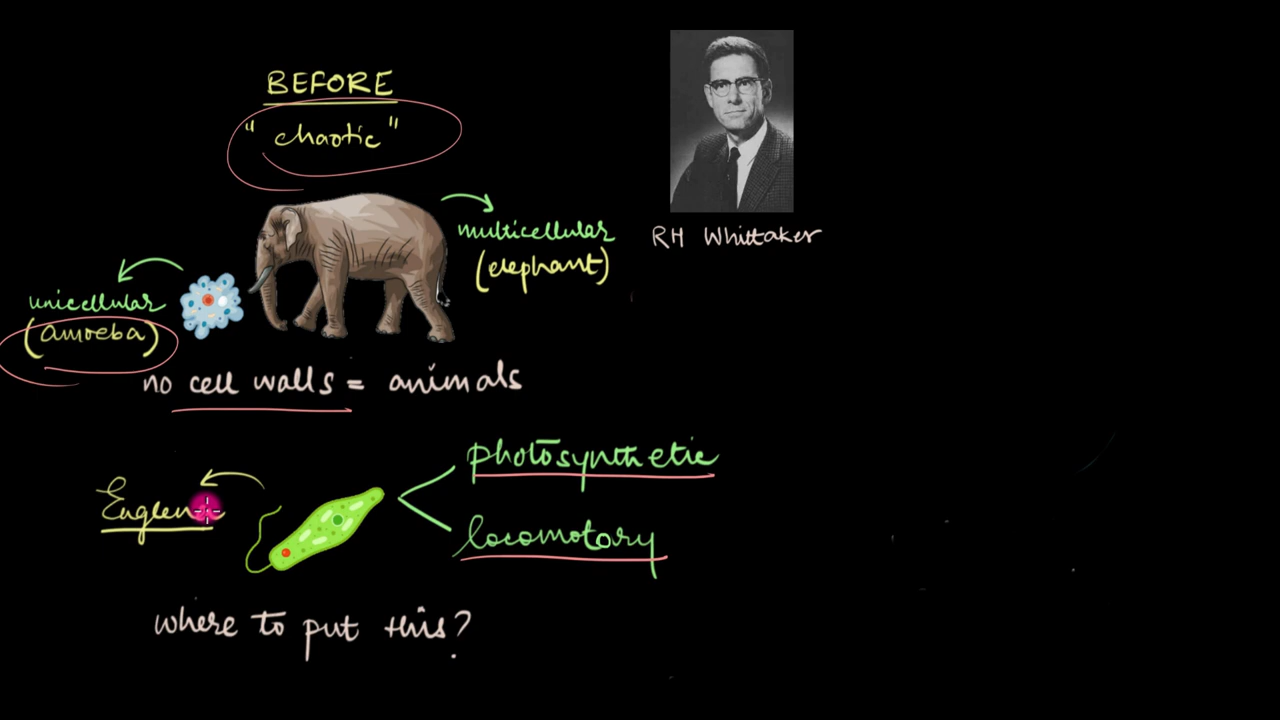 BEFORE
"chaotic"
multicellular
(elephant)
RH Whittaker
unicellular
(amoeba)
no cell walls = animals
photosynthetic
locomotory
where to put this?